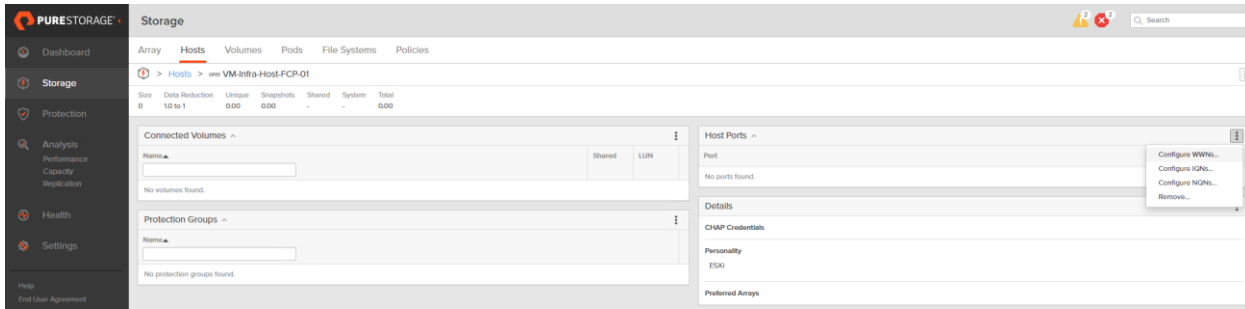 PURESTORAGE
Storage
2
2
Search
Dashboard
Storage
Protection
Analysis
Performance
Capacity
Replication
Health
Settings
Help
End User Agreement
Array Hosts Volumes Pods File Systems Policies
> Hosts > VM-Infra-Host-FCP-01
Size Data Reduction Unique Snapshots Shared System Total
0 1.0 to 1 0.00 0.00 - - 0.00
Connected Volumes
Name Shared LUN
No volumes found.
Protection Groups
Name
No protection groups found.
Host Ports
Port
No ports found.
Configure WWNs...
Configure IQNs...
Configure NQNs...
Remove...
Details
CHAP Credentials
Personality
ESXi
Preferred Arrays